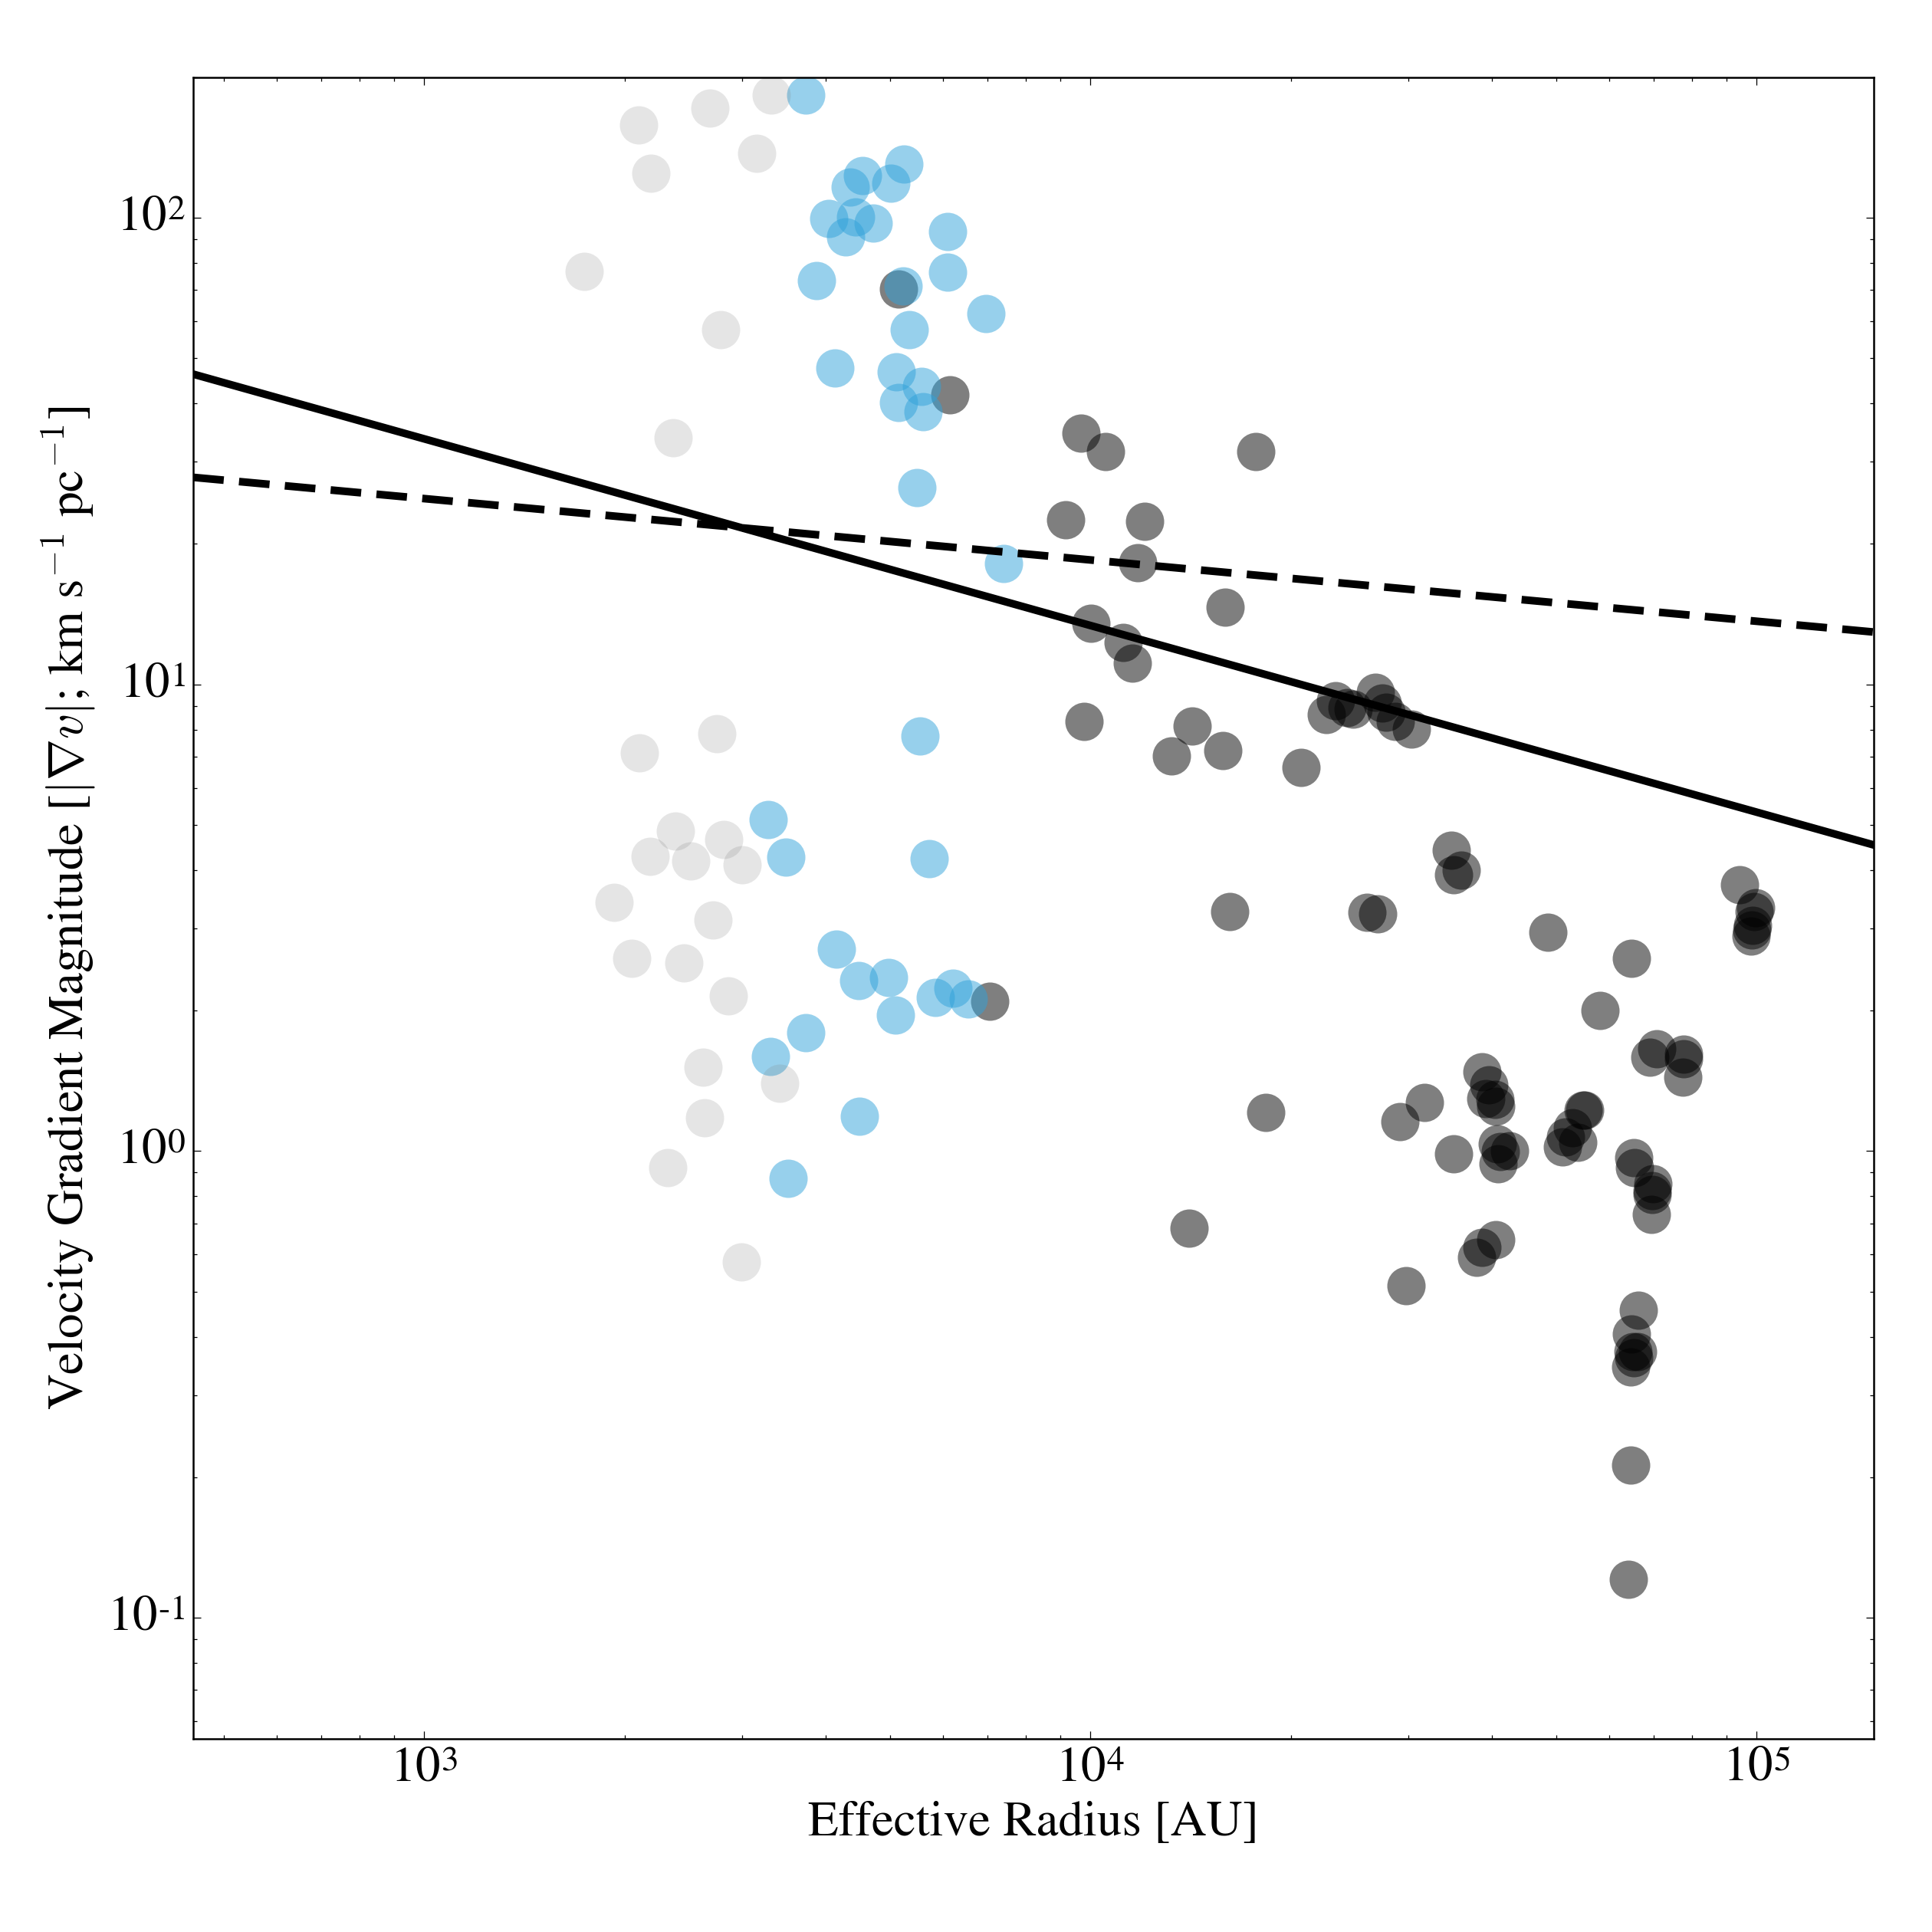 Velocity Gradient Magnitude [|∇v|; km s⁻¹ pc⁻¹]
10²
10¹
10⁰
10⁻¹
10³ 10⁴ 10⁵
Effective Radius [AU]